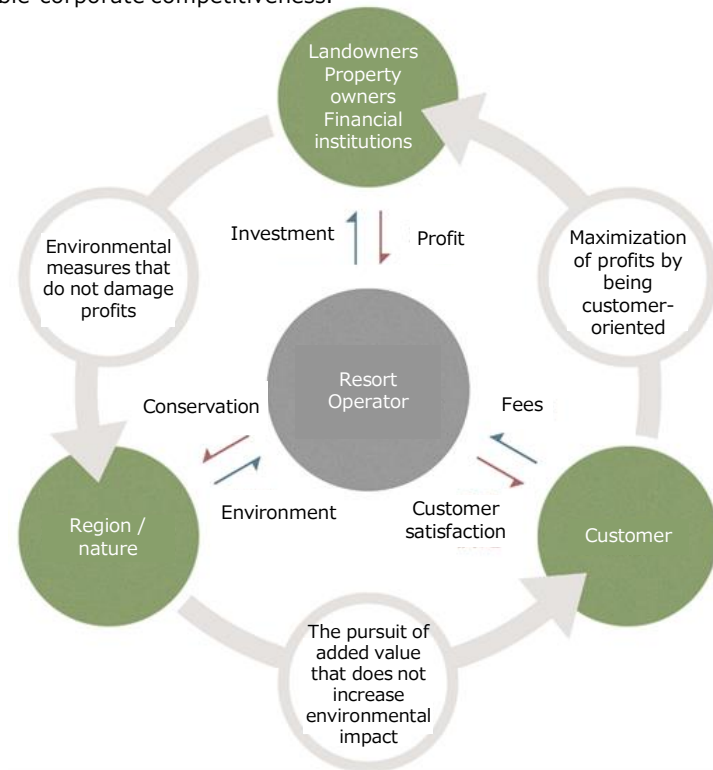 corporate competitiveness.
Landowners
Property
owners
Financial
institutions
Investment
Profit
Environmental
measures that
do not damage
profits
Maximization
of profits by
being
customer-
oriented
Resort
Operator
Conservation
Fees
Environment
Customer
satisfaction
Region /
nature
Customer
The pursuit of
added value
that does not
increase
environmental
impact